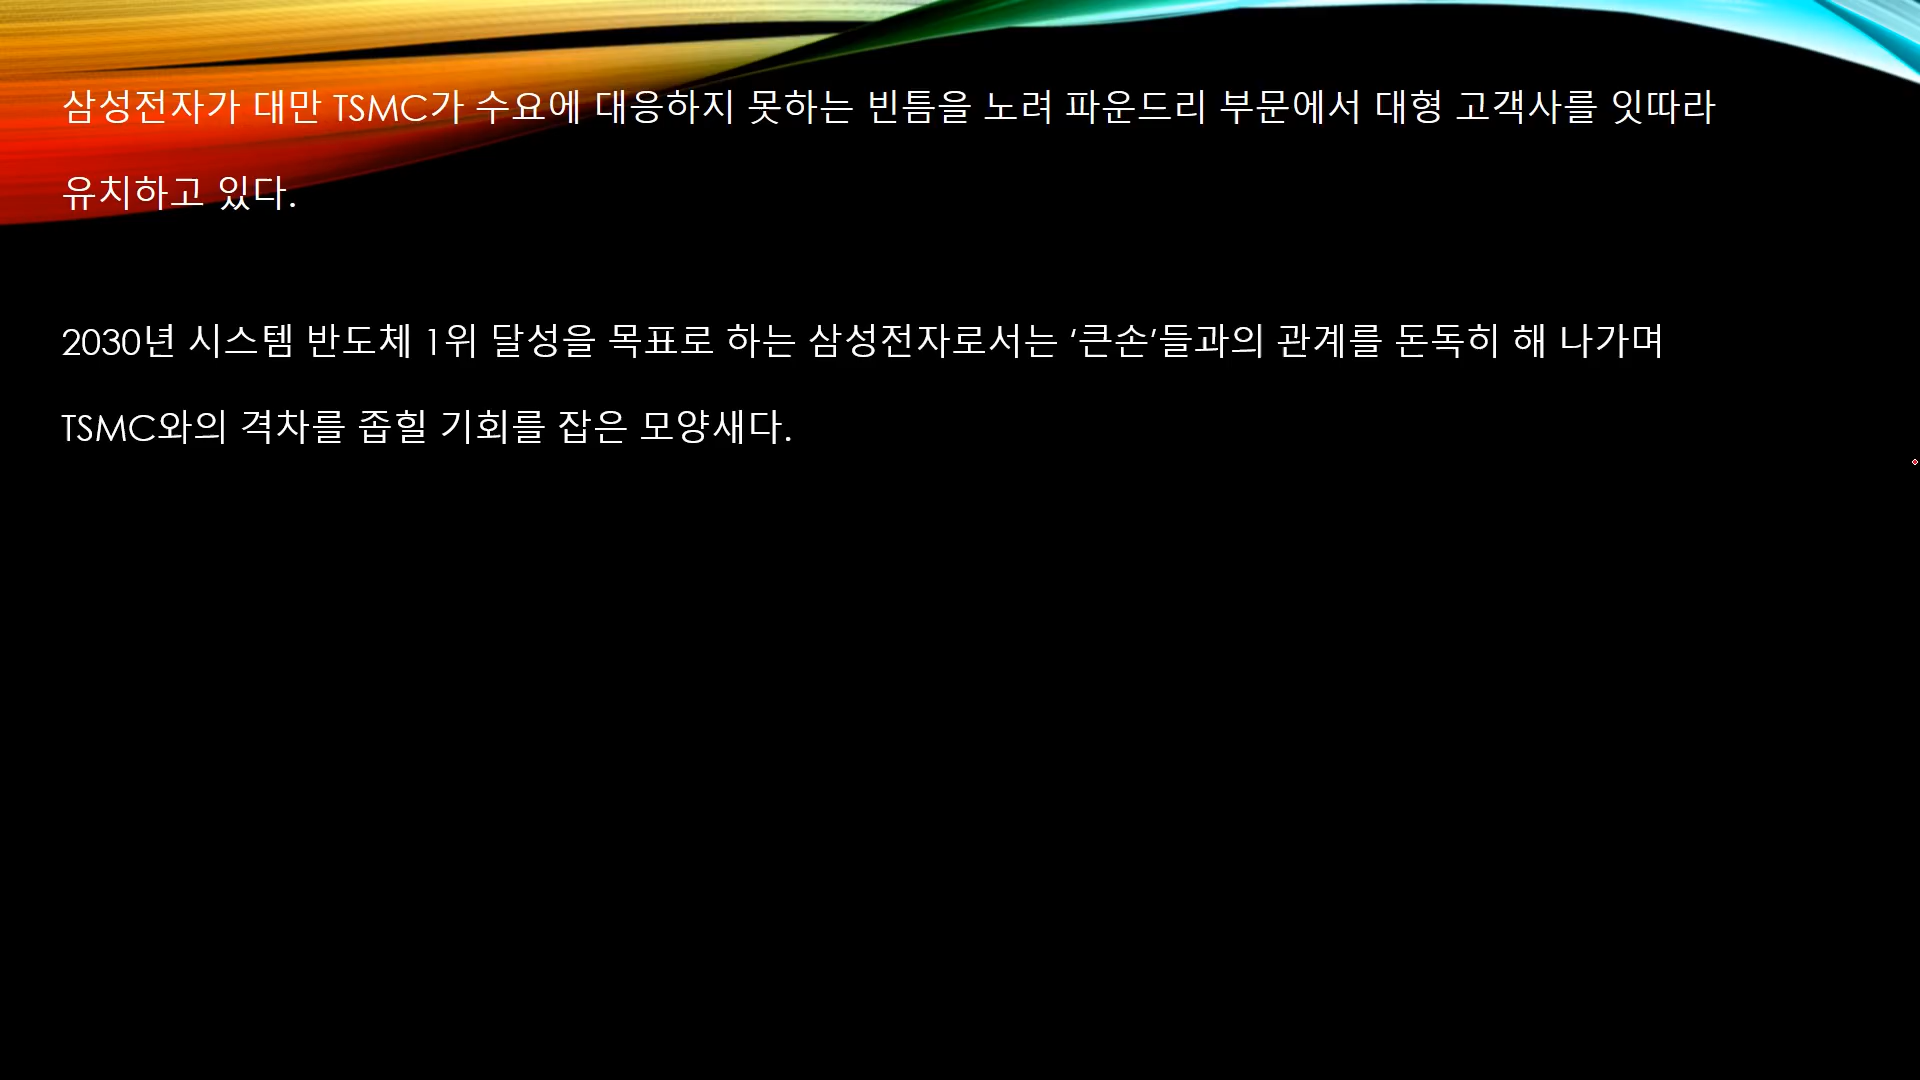 삼성전자가 대만 TSMC가 수요에 대응하지 못하는 빈틈을 노려 파운드리 부문에서 대형 고객사를 잇따라
유치하고 있다.
2030년 시스템 반도체 1위 달성을 목표로 하는 삼성전자로서는 ‘큰손’들과의 관계를 돈독히 해 나가며
TSMC와의 격차를 좁힐 기회를 잡은 모양새다.